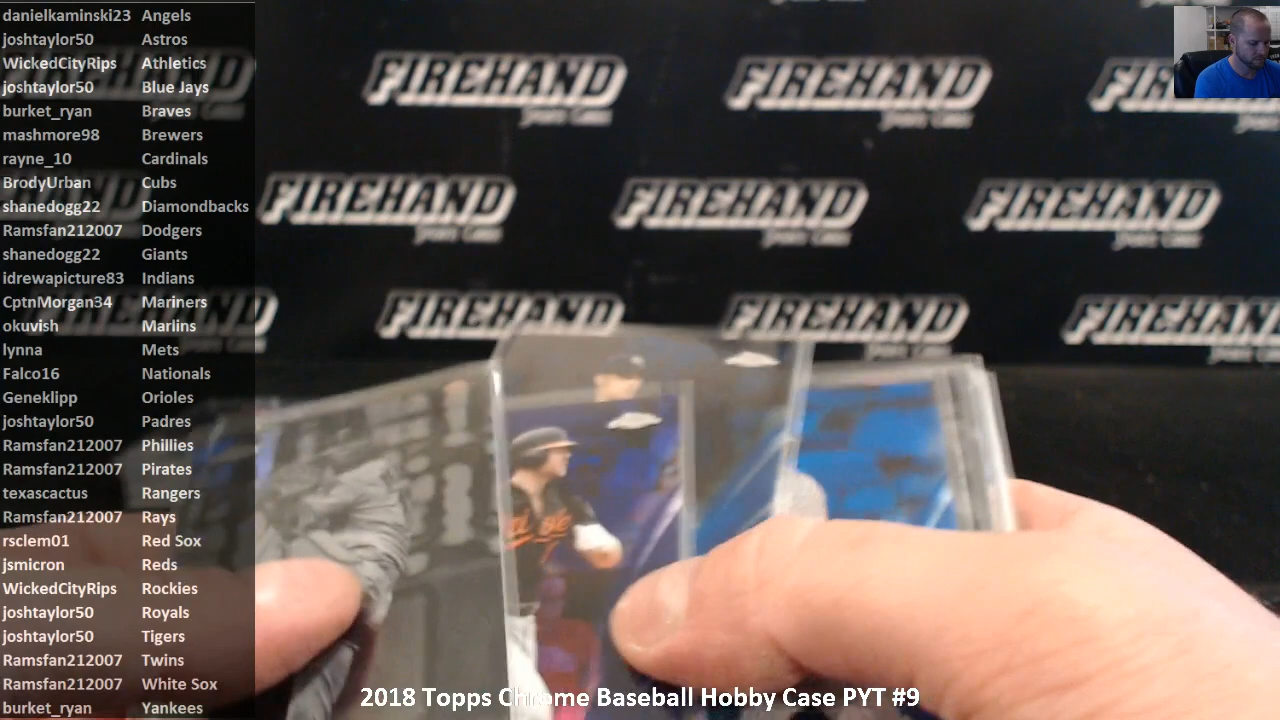 danielkaminski23 Angels
joshtaylor50 Astros
WickedCityRips Athletics
joshtaylor50 Blue Jays
burket_ryan Braves
mashmore98 Brewers
rayne_10 Cardinals
BrodyUrban Cubs
shanedogg22 Diamondbacks
Ramsfan212007 Dodgers
shanedogg22 Giants
idrewapicture83 Indians
CptnMorgan34 Mariners
okuvish Marlins
lynna Mets
Falco16 Nationals
Geneklipp Orioles
joshtaylor50 Padres
Ramsfan212007 Phillies
Ramsfan212007 Pirates
texascactus Rangers
Ramsfan212007 Rays
rsclem01 Red Sox
jsmicron Reds
WickedCityRips Rockies
joshtaylor50 Royals
joshtaylor50 Tigers
Ramsfan212007 Twins
Ramsfan212007 White Sox
burket_ryan Yankees
FIREHAND FIREHAND
FIREHAND FIREHAND FIREHAND
FIREHAND FIREHAND FIREHAND
2018 Topps Chrome Baseball Hobby Case PYT #9